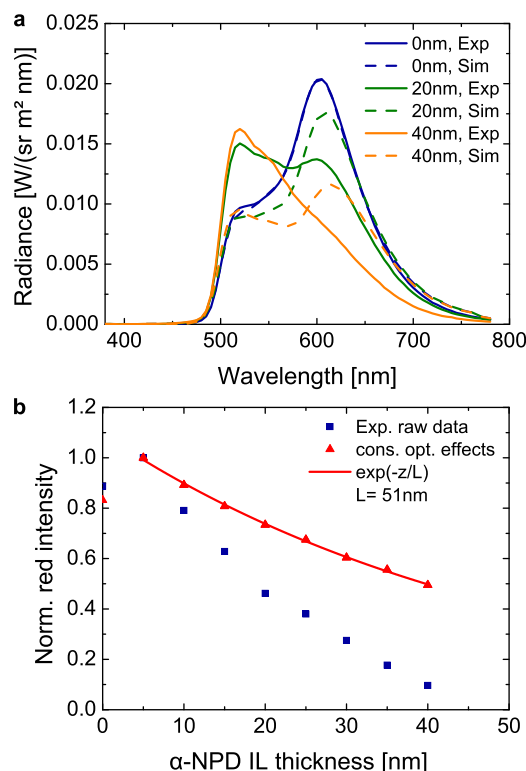 a
0.025
0.020
0.015
0.010
0.005
0.000
Radiance [W/(sr m² nm)]
0nm, Exp
0nm, Sim
20nm, Exp
20nm, Sim
40nm, Exp
40nm, Sim
400 500 600 700 800
Wavelength [nm]
b
1.2
1.0
0.8
0.6
0.4
0.2
0.0
Norm. red intensity
Exp. raw data
cons. opt. effects
exp(-z/L)
L= 51nm
0 10 20 30 40 50
α-NPD IL thickness [nm]